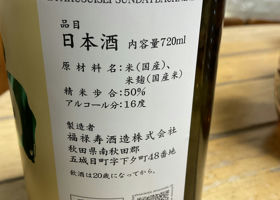 品目
日本酒 内容量720ml
原材料名:米(国産)、
米麹(国産米)
精米歩合:50%
アルコール分:16度
製造者
福禄寿酒造株式会社
秋田県南秋田郡
五城目町字下夕町48番地
飲酒は20歳になってから。